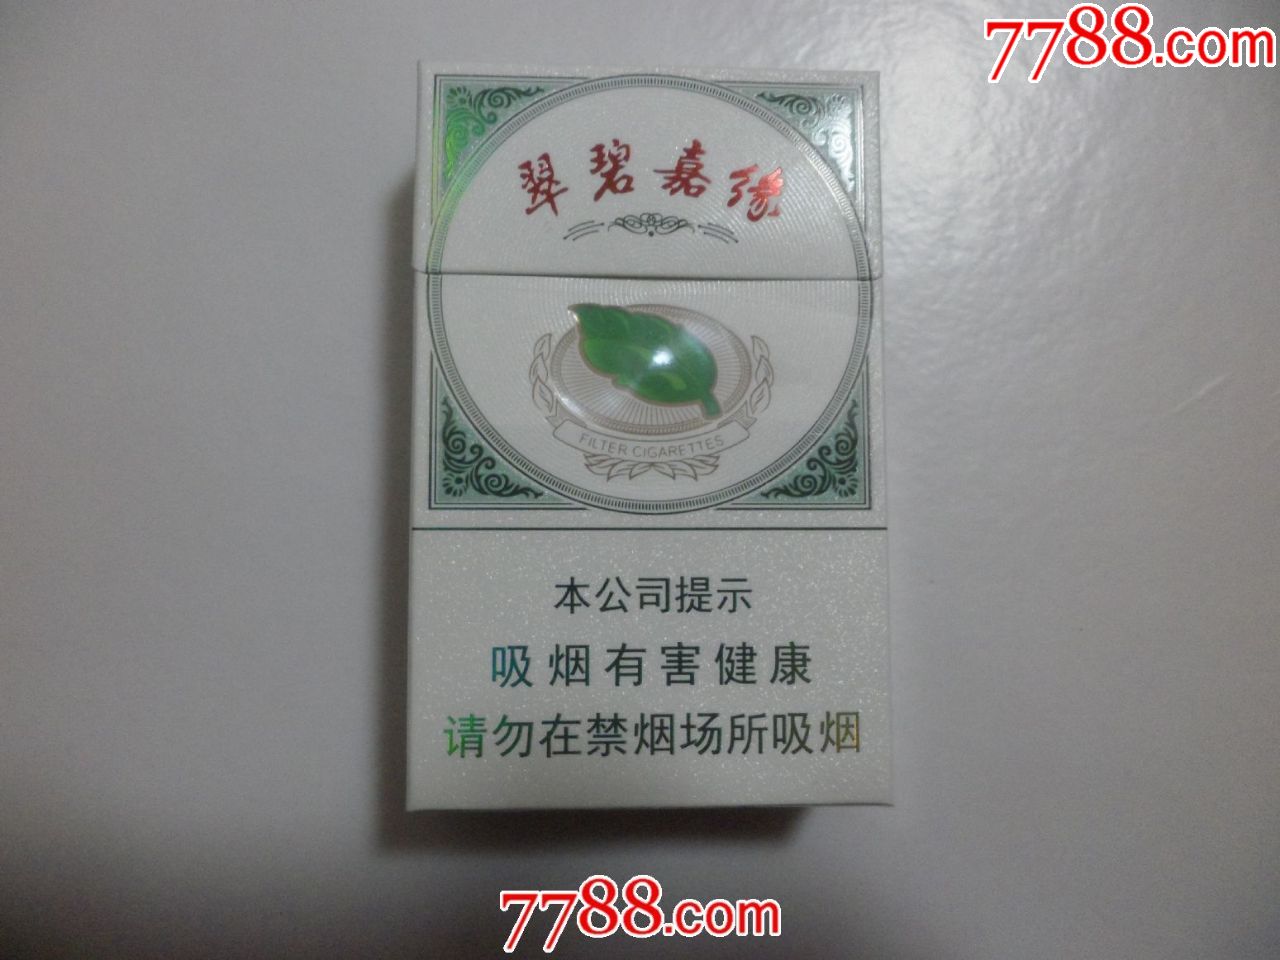 7788.com
翠碧嘉缘
FILTER CIGARETTES
本公司提示
吸烟有害健康
请勿在禁烟场所吸烟
7788.com